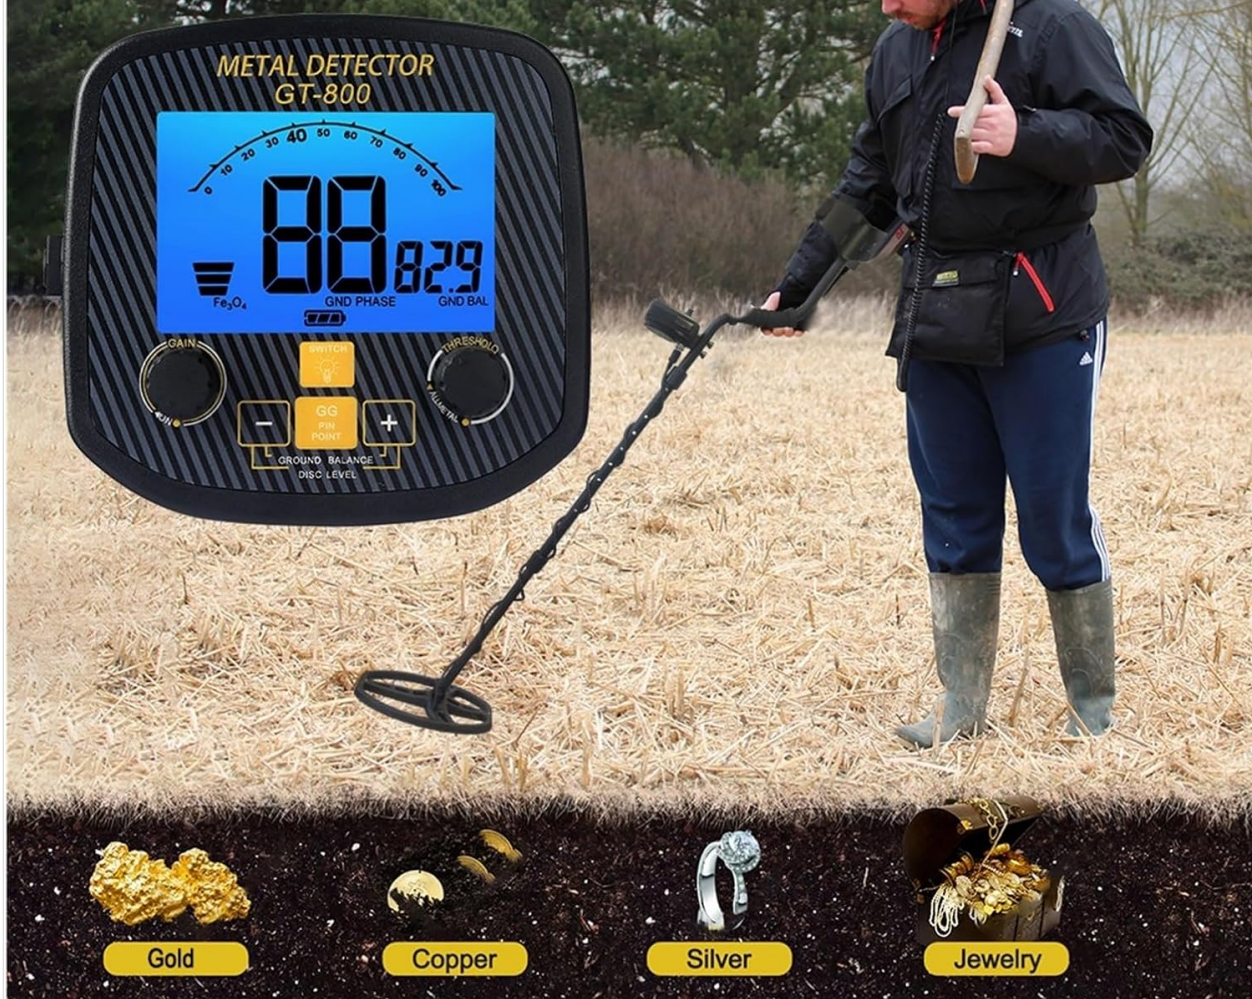 METAL DETECTOR
GT-800
0 10 20 30 40 50 60 70 80 90 100
88 82.9
Fe3O4
GND PHASE
GND BAL
GAIN
THRESHOLD
SWITCH
ALLMETAL
− GG +
PIN
POINT
GROUND BALANCE
DISC LEVEL
Gold
Copper
Silver
Jewelry